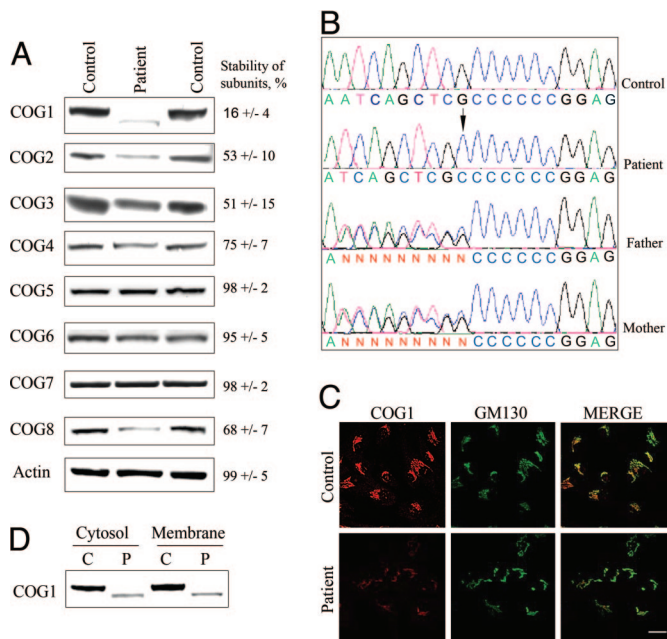 A
Control
Patient
Control
Stability of
subunits, %
COG1
16 +/- 4
COG2
53 +/- 10
COG3
51 +/- 15
COG4
75 +/- 7
COG5
98 +/- 2
COG6
95 +/- 5
COG7
98 +/- 2
COG8
68 +/- 7
Actin
99 +/- 5
B
Control
A A T C A G C T C G C C C C C C G G A G
Patient
A T C A G C T C G C C C C C C C G G A G
Father
A N N N N N N N N N C C C C C C G G A G
Mother
A N N N N N N N N N C C C C C C G G A G
C
COG1 GM130 MERGE
Control
Patient
D
Cytosol Membrane
C P C P
COG1